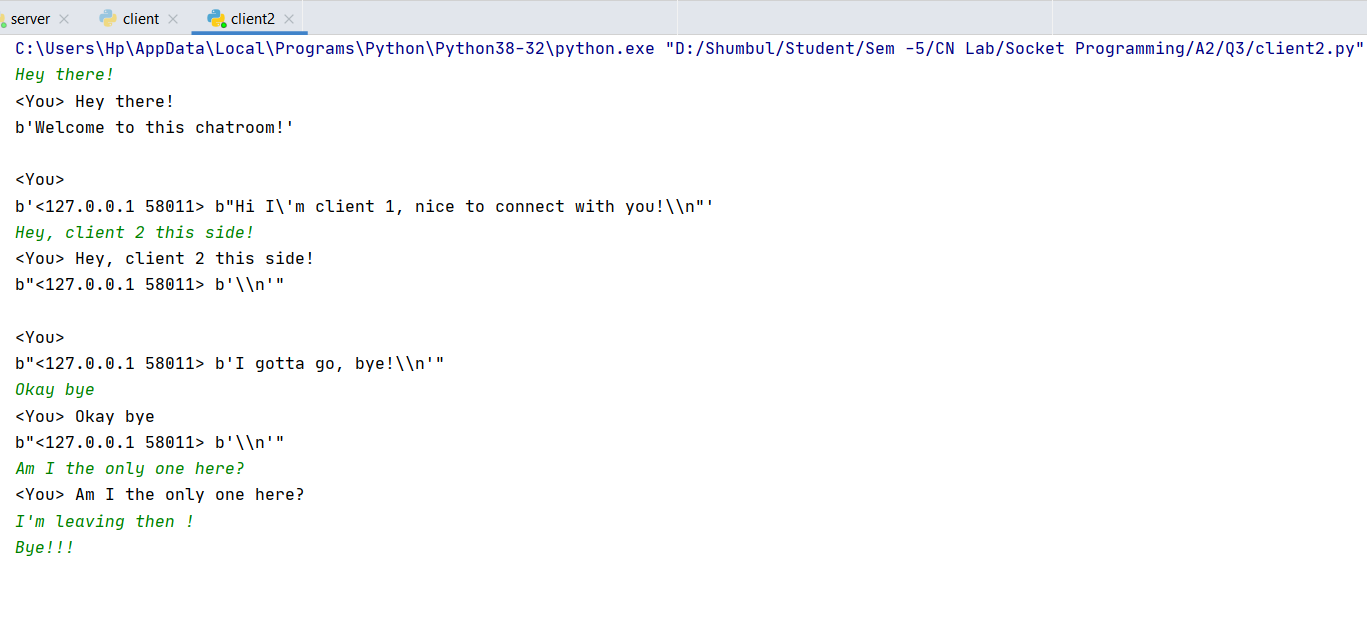 server client client2
C:\Users\Hp\AppData\Local\Programs\Python\Python38-32\python.exe "D:/Shumbul/Student/Sem -5/CN Lab/Socket Programming/A2/Q3/client2.py"
Hey there!
<You> Hey there!
b'Welcome to this chatroom!'
<You>
b'<127.0.0.1 58011> b"Hi I\'m client 1, nice to connect with you!\\n"'
Hey, client 2 this side!
<You> Hey, client 2 this side!
b"<127.0.0.1 58011> b'\\n'"
<You>
b"<127.0.0.1 58011> b'I gotta go, bye!\\n'"
Okay bye
<You> Okay bye
b"<127.0.0.1 58011> b'\\n'"
Am I the only one here?
<You> Am I the only one here?
I'm leaving then !
Bye!!!